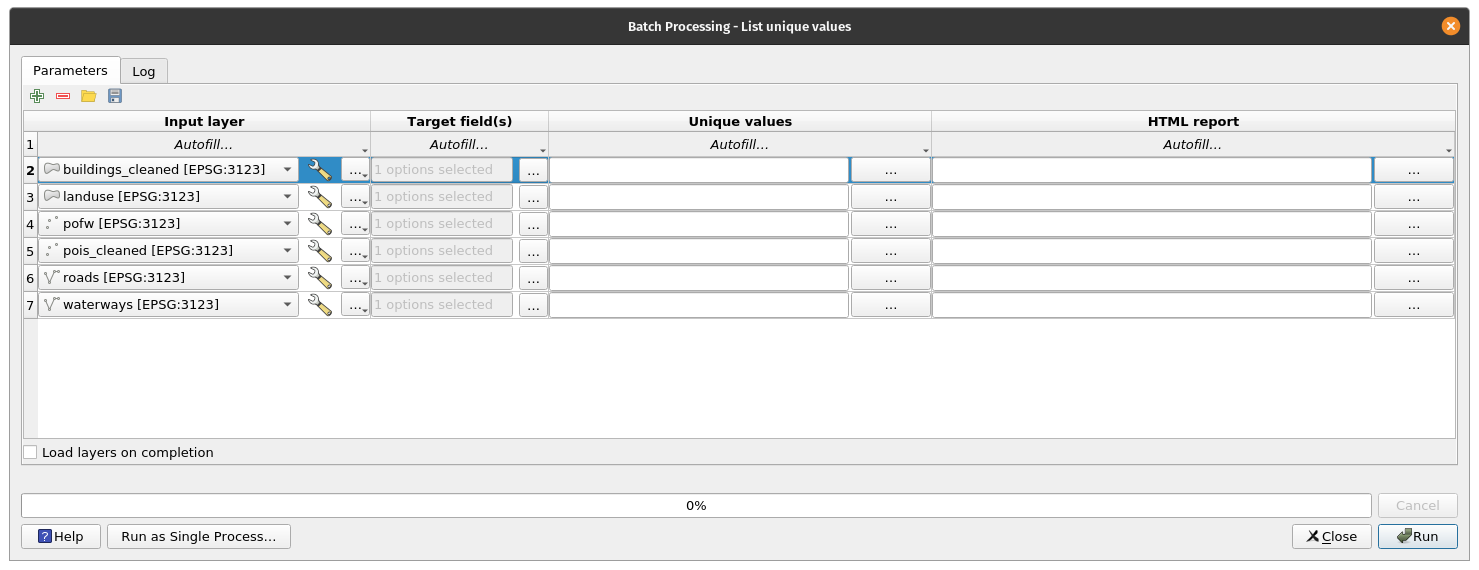 Batch Processing - List unique values
Parameters Log
Input layer Target field(s) Unique values HTML report
1 Autofill... Autofill... Autofill... Autofill...
2 buildings_cleaned [EPSG:3123] ... 1 options selected ... ... ...
3 landuse [EPSG:3123] ... 1 options selected ... ... ...
4 pofw [EPSG:3123] ... 1 options selected ... ... ...
5 pois_cleaned [EPSG:3123] ... 1 options selected ... ... ...
6 roads [EPSG:3123] ... 1 options selected ... ... ...
7 waterways [EPSG:3123] ... 1 options selected ... ... ...
Load layers on completion
0% Cancel
? Help Run as Single Process... Close Run